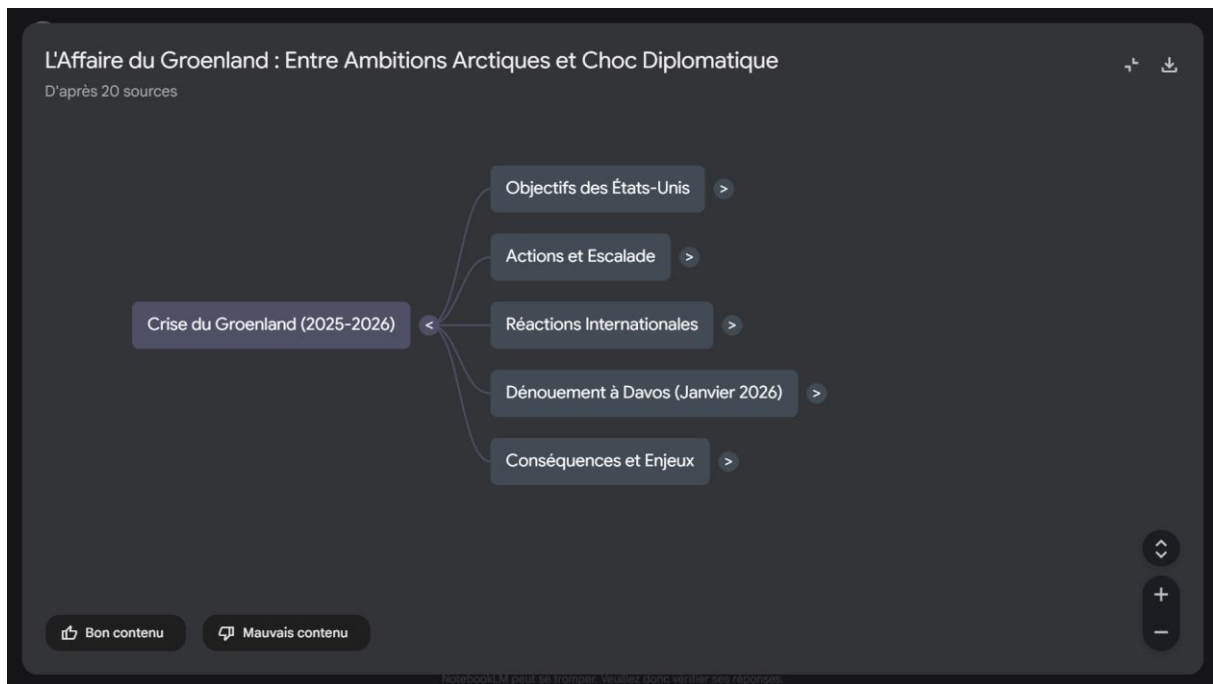 L'Affaire du Groenland : Entre Ambitions Arctiques et Choc Diplomatique
D'après 20 sources
Objectifs des États-Unis >
Actions et Escalade >
Crise du Groenland (2025-2026) <
Réactions Internationales >
Dénouement à Davos (Janvier 2026) >
Conséquences et Enjeux >
Bon contenu
Mauvais contenu
NotebookLM peut se tromper. Veuillez donc vérifier ses réponses.